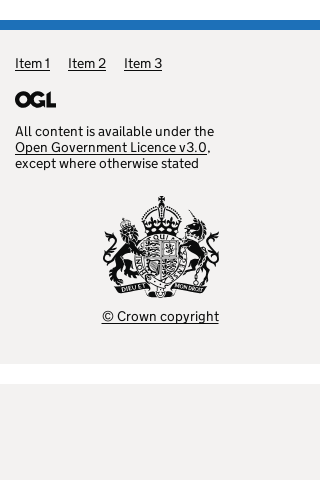 Item 1 Item 2 Item 3
OGL
All content is available under the
Open Government Licence v3.0,
except where otherwise stated
DIEU ET MON DROIT
© Crown copyright